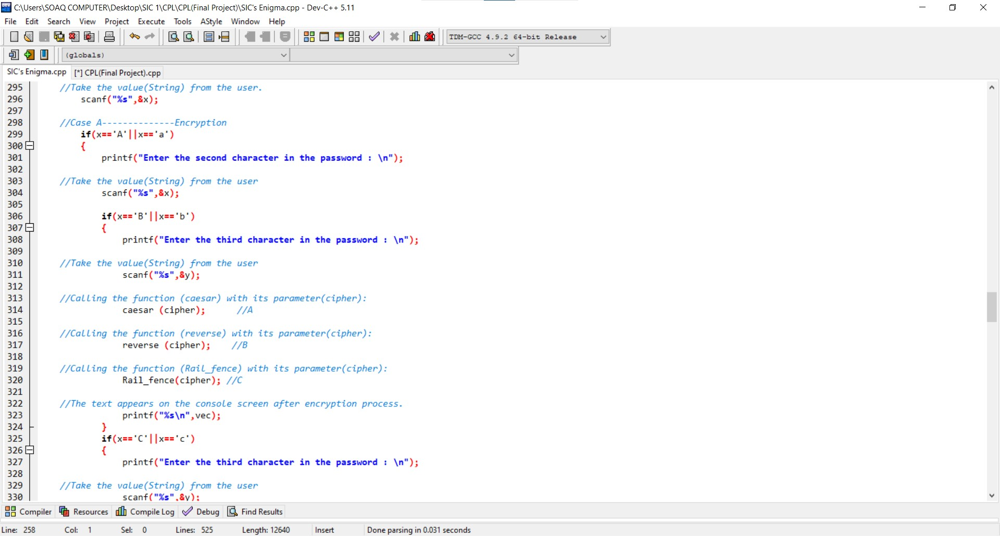 C:\Users\SOAQ COMPUTER\Desktop\SIC 1\CPL\CPL(Final Project)\SIC's Enigma.cpp - Dev-C++ 5.11
File Edit Search View Project Execute Tools AStyle Window Help
TDM-GCC 4.9.2 64-bit Release
(globals)
SIC's Enigma.cpp [*] CPL(Final Project).cpp
295 //Take the value(String) from the user.
296 scanf("%s",&x);
297
298 //Case A--------------Encryption
299 if(x=='A'||x=='a')
300 {
301 printf("Enter the second character in the password : \n");
302
303 //Take the value(String) from the user
304 scanf("%s",&x);
305
306 if(x=='B'||x=='b')
307 {
308 printf("Enter the third character in the password : \n");
309
310 //Take the value(String) from the user
311 scanf("%s",&y);
312
313 //Calling the function (caesar) with its parameter(cipher):
314 caesar (cipher); //A
315
316 //Calling the function (reverse) with its parameter(cipher):
317 reverse (cipher); //B
318
319 //Calling the function (Rail_fence) with its parameter(cipher):
320 Rail_fence(cipher); //C
321
322 //The text appears on the console screen after encryption process.
323 printf("%s\n",vec);
324 }
325 if(x=='C'||x=='c')
326 {
327 printf("Enter the third character in the password : \n");
328
329 //Take the value(String) from the user
330 scanf("%s",&y);
Compiler Resources Compile Log Debug Find Results
Line: 258 Col: 1 Sel: 0 Lines: 525 Length: 12640 Insert Done parsing in 0.031 seconds